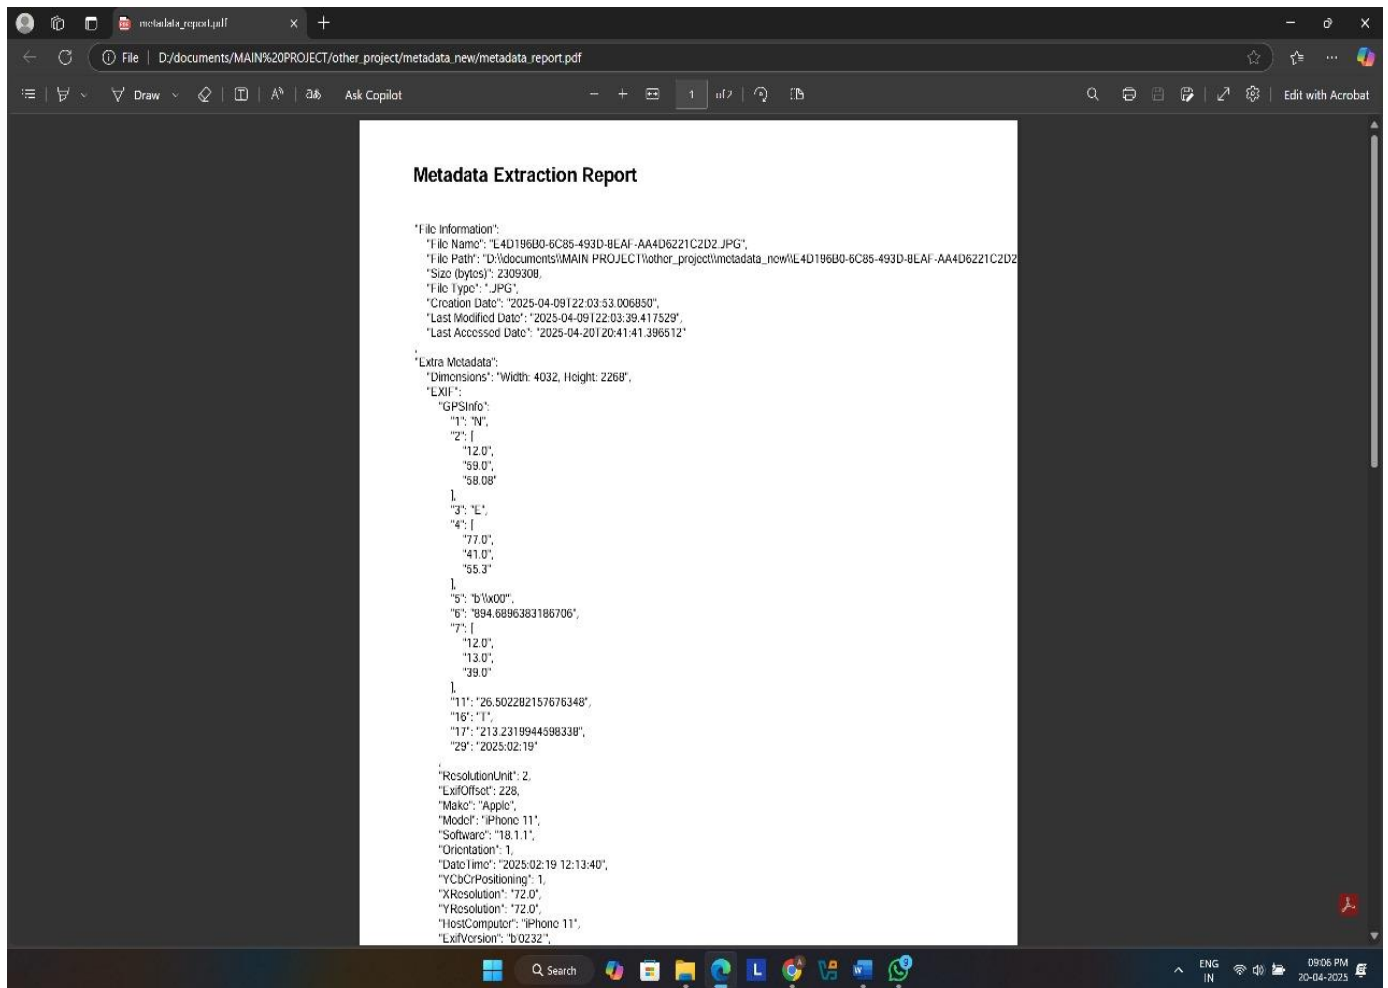 metadata_report.pdf
File
D:/documents/MAIN%20PROJECT/other_project/metadata_new/metadata_report.pdf
Draw
Ask Copilot
1
of 2
Edit with Acrobat
Metadata Extraction Report
"File Information":
"File Name": "E4D196B0-6C85-493D-8EAF-AA4D6221C2D2.JPG",
"File Path": "D:\\documents\\MAIN PROJECT\\other_project\\metadata_new\\E4D196B0-6C85-493D-8EAF-AA4D6221C2D2
"Size (bytes)": 2309308,
"File Type": ".JPG",
"Creation Date": "2025-04-09T22:03:53.006850",
"Last Modified Date": "2025-04-09T22:03:39.417529",
"Last Accessed Date": "2025-04-20T20:41:41.396512"
,
"Extra Metadata":
"Dimensions": "Width: 4032, Height: 2268",
"EXIF":
"GPSInfo":
"1": "N",
"2": [
"12.0",
"59.0",
"58.08"
],
"3": "E",
"4": [
"77.0",
"41.0",
"55.3"
],
"5": "b'\\x00'",
"6": "894.6896383186706",
"7": [
"12.0",
"13.0",
"39.0"
],
"11": "26.502282157676348",
"16": "T",
"17": "213.2319944598338",
"29": "2025:02:19"
,
"ResolutionUnit": 2,
"ExifOffset": 228,
"Make": "Apple",
"Model": "iPhone 11",
"Software": "18.1.1",
"Orientation": 1,
"DateTime": "2025:02:19 12:13:40",
"YCbCrPositioning": 1,
"XResolution": "72.0",
"YResolution": "72.0",
"HostComputer": "iPhone 11",
"ExifVersion": "b'0232'",
Search
ENG
IN
09:06 PM
20-04-2025